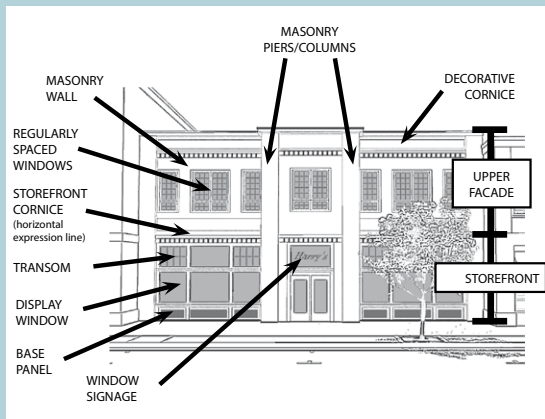 MASONRY
PIERS/COLUMNS
MASONRY
WALL
DECORATIVE
CORNICE
REGULARLY
SPACED
WINDOWS
UPPER
FACADE
STOREFRONT
CORNICE
(horizontal
expression line)
TRANSOM
Harry's
STOREFRONT
DISPLAY
WINDOW
BASE
PANEL
WINDOW
SIGNAGE